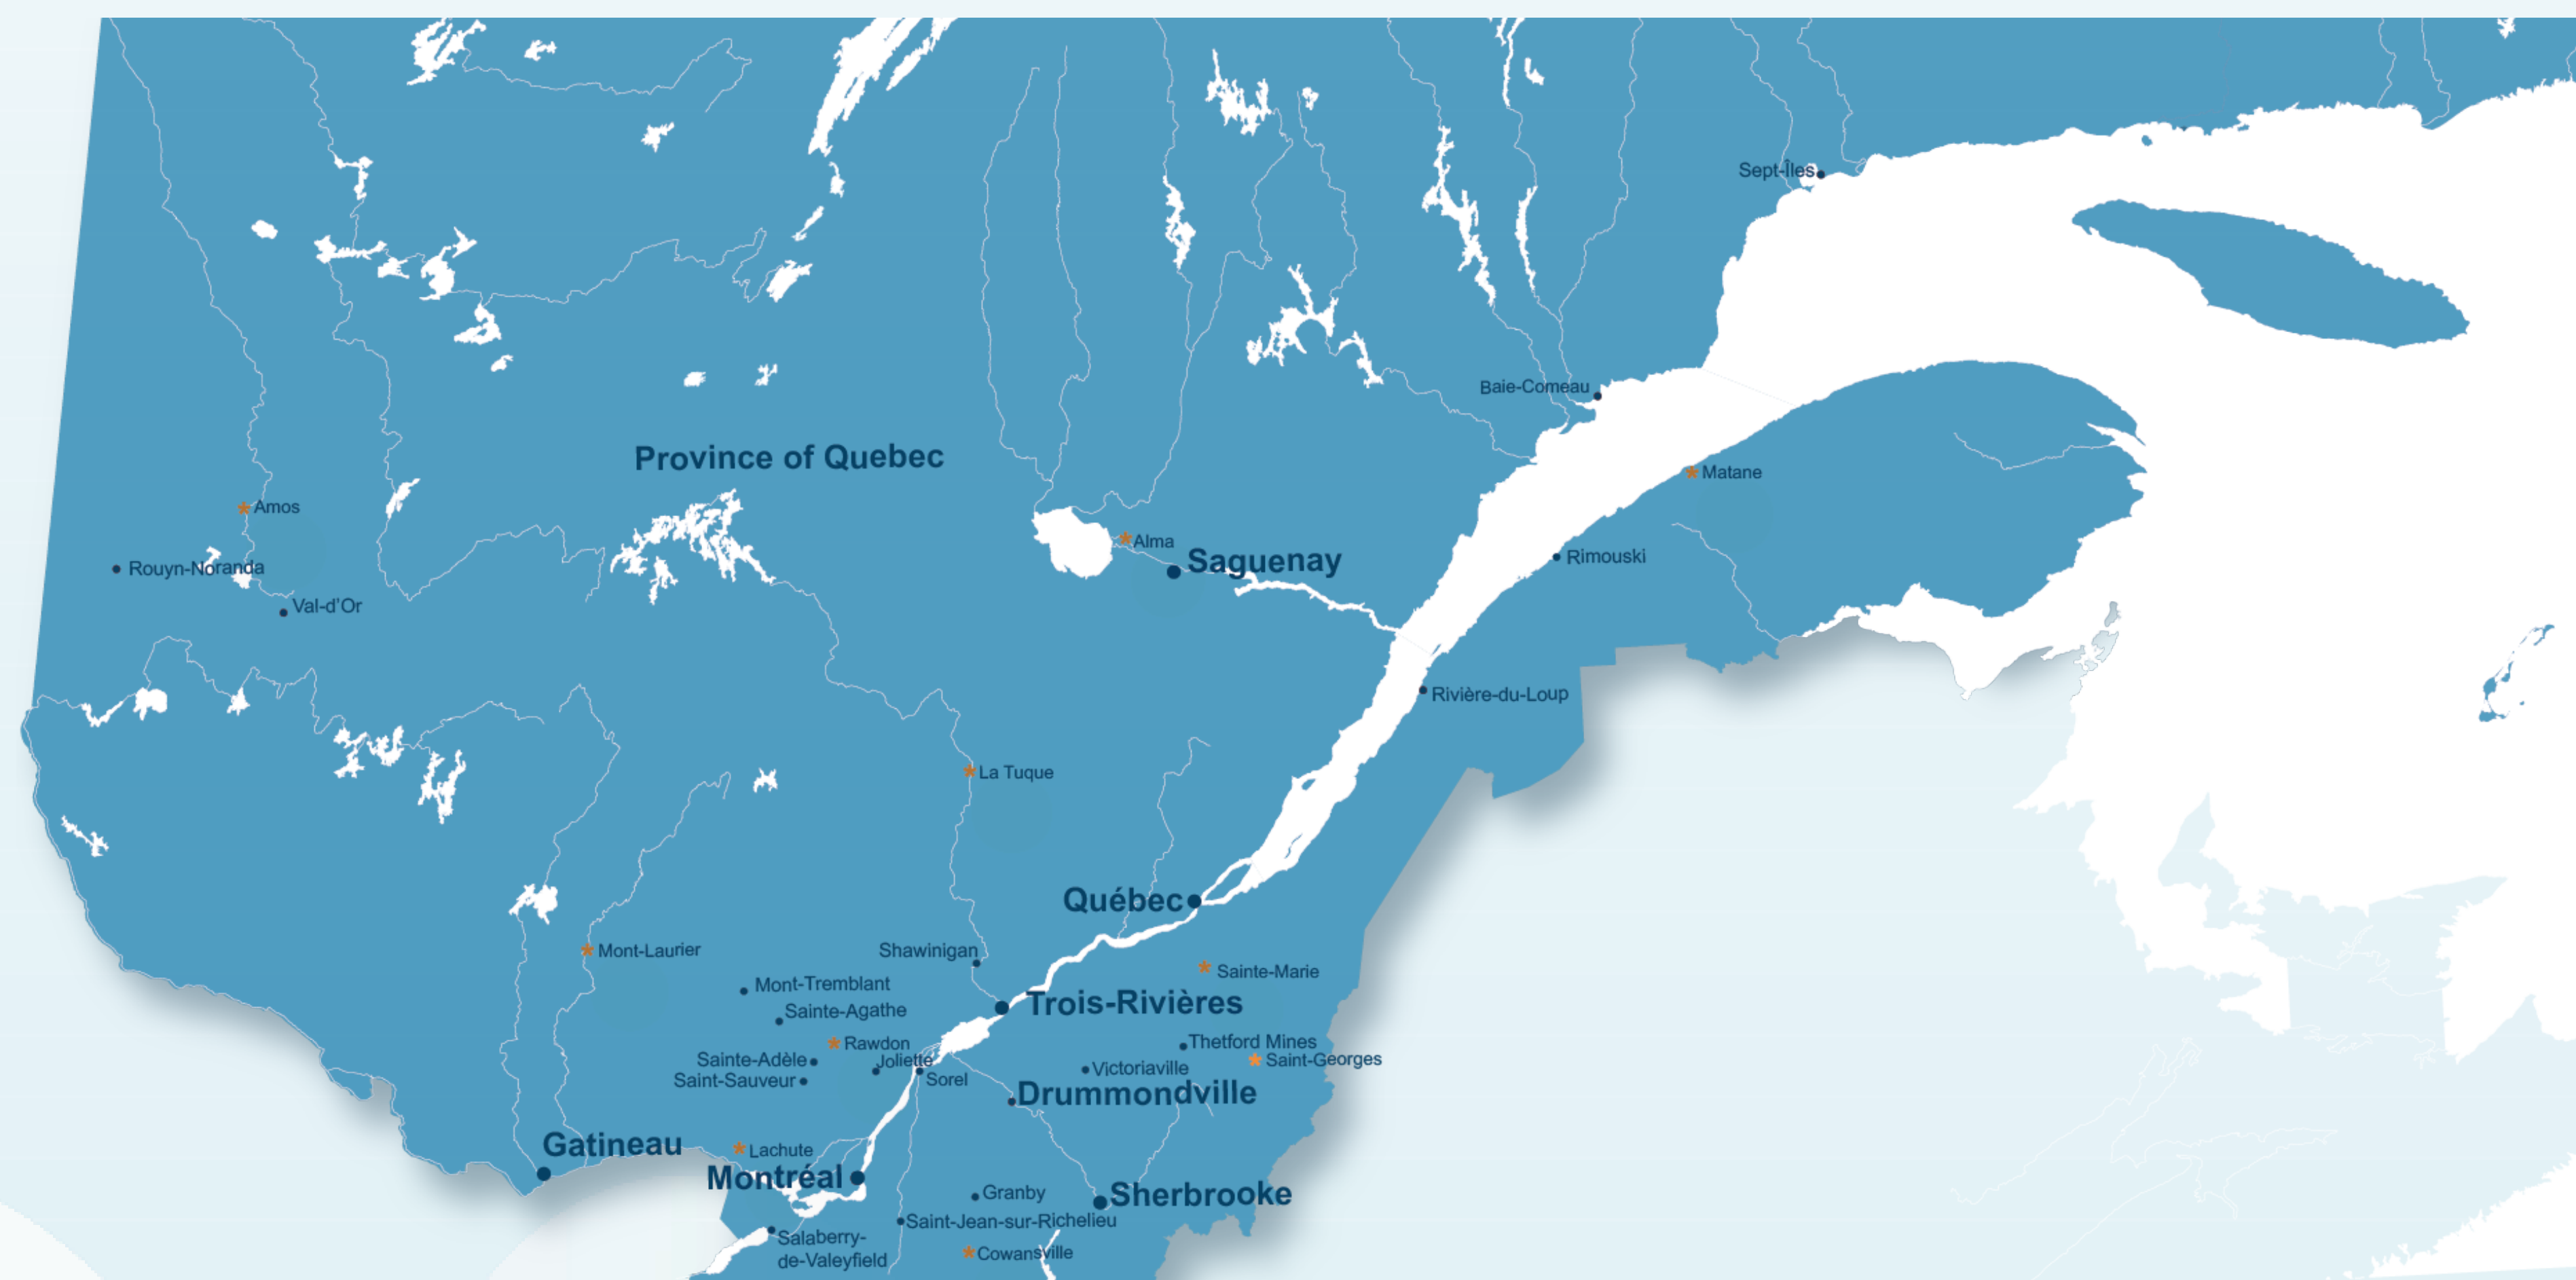 Sept-Îles
Baie-Comeau
Province of Quebec
Matane
Amos
Alma
Saguenay
Rimouski
Rouyn-Noranda
Val-d'Or
Rivière-du-Loup
La Tuque
Québec
Mont-Laurier
Shawinigan
Sainte-Marie
Mont-Tremblant
Trois-Rivières
Sainte-Agathe
Rawdon
Thetford Mines
Sainte-Adèle
Joliette
Saint-Georges
Victoriaville
Saint-Sauveur
Sorel
Drummondville
Gatineau
Lachute
Montréal
Granby
Sherbrooke
Saint-Jean-sur-Richelieu
Salaberry-
de-Valeyfield
Cowansville